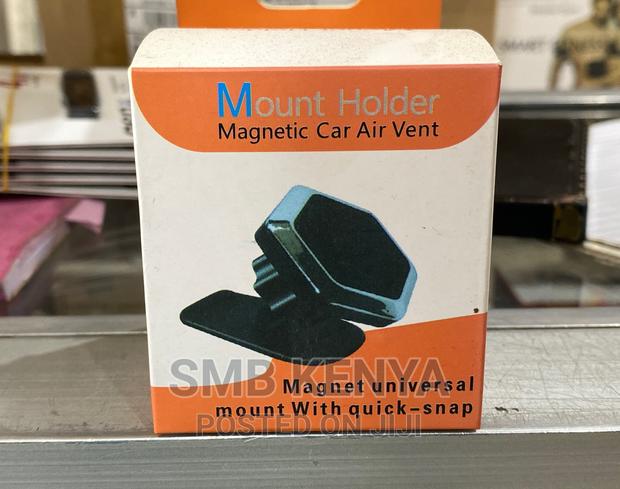 Mount Holder
Magnetic Car Air Vent
SMB KENYA
Magnet universal
mount With quick-snap
POSTED ON JIJI